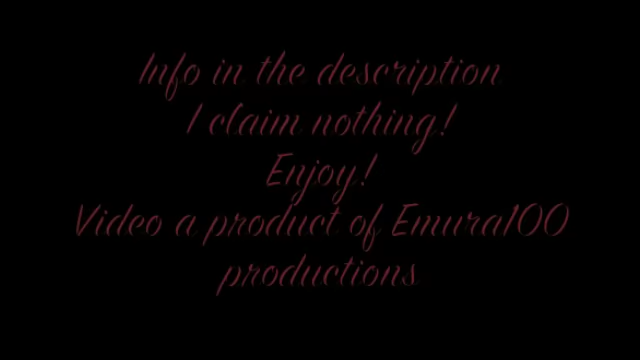 Info in the description
I claim nothing!
Enjoy!
Video a product of Emura100
productions